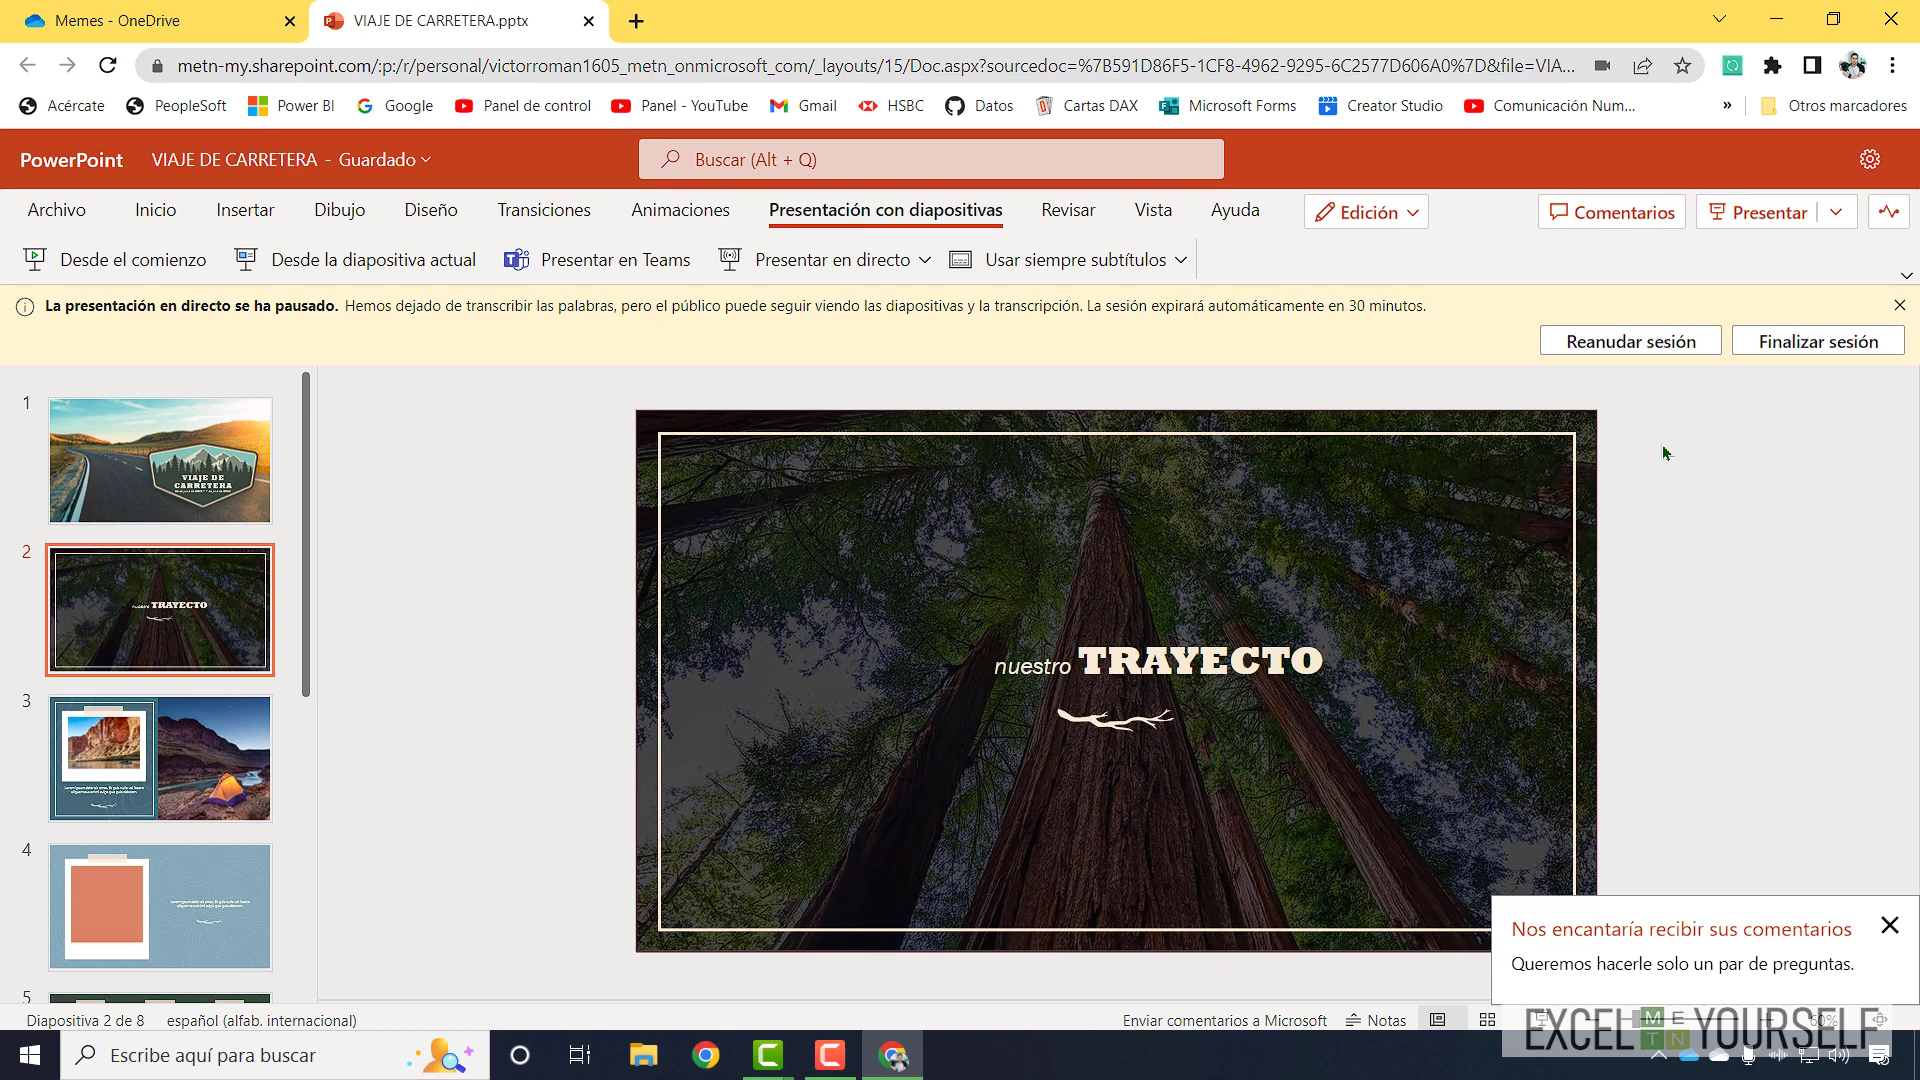 Memes - OneDrive
VIAJE DE CARRETERA.pptx
metn-my.sharepoint.com/:p:/r/personal/victorroman1605_metn_onmicrosoft_com/_layouts/15/Doc.aspx?sourcedoc=%7B591D86F5-1CF8-4962-9295-6C2577D606A0%7D&file=VIA...
Acércate
PeopleSoft
Power BI
Google
Panel de control
Panel - YouTube
Gmail
HSBC
Datos
Cartas DAX
Microsoft Forms
Creator Studio
Comunicación Num...
»
Otros marcadores
PowerPoint
VIAJE DE CARRETERA - Guardado
Buscar (Alt + Q)
Archivo
Inicio
Insertar
Dibujo
Diseño
Transiciones
Animaciones
Presentación con diapositivas
Revisar
Vista
Ayuda
Edición
Comentarios
Presentar
Desde el comienzo
Desde la diapositiva actual
Presentar en Teams
Presentar en directo
Usar siempre subtítulos
La presentación en directo se ha pausado. Hemos dejado de transcribir las palabras, pero el público puede seguir viendo las diapositivas y la transcripción. La sesión expirará automáticamente en 30 minutos.
Reanudar sesión
Finalizar sesión
1
VIAJE DE
CARRETERA
2
nuestro TRAYECTO
3
4
5
nuestro TRAYECTO
Nos encantaría recibir sus comentarios
Queremos hacerle solo un par de preguntas.
Diapositiva 2 de 8
español (alfab. internacional)
Enviar comentarios a Microsoft
Notas
60%
EXCEL ME TN YOURSELF
Escribe aquí para buscar